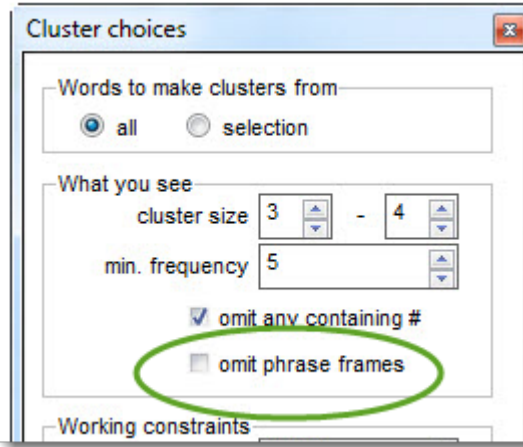 Cluster choices
Words to make clusters from
all selection
What you see
cluster size 3 - 4
min. frequency 5
omit any containing #
omit phrase frames
Working constraints